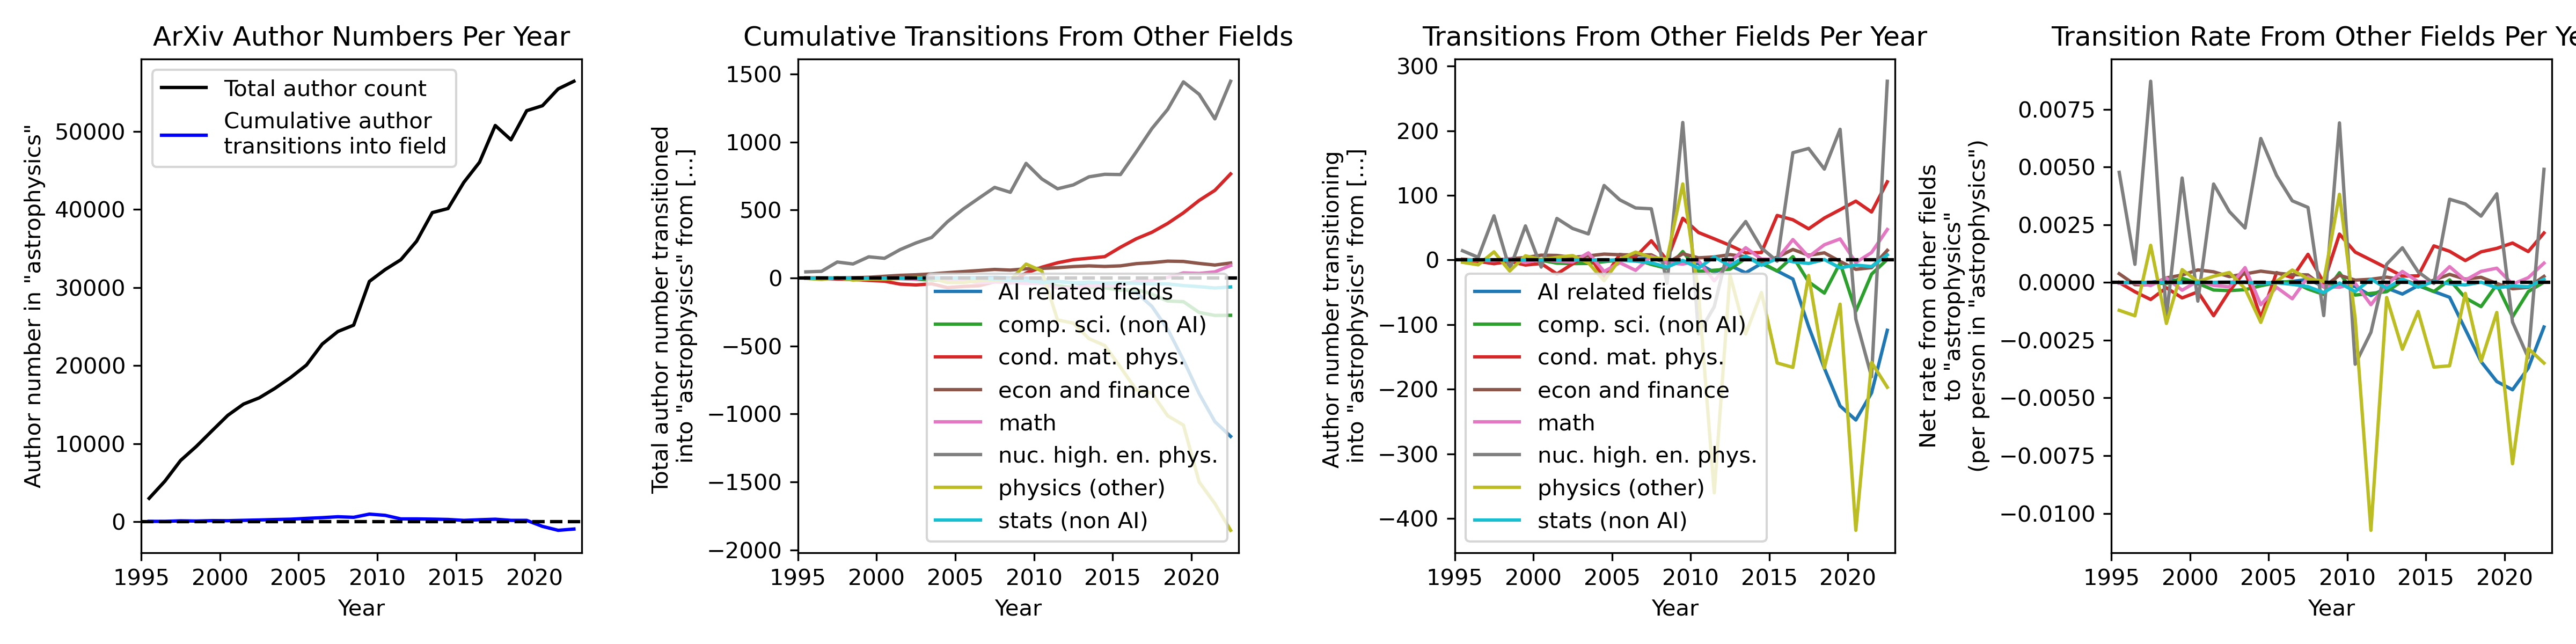 ArXiv Author Numbers Per Year
Author number in "astrophysics"
50000
40000
30000
20000
10000
0
Total author count
Cumulative author
transitions into field
1995 2000 2005 2010 2015 2020
Year
Cumulative Transitions From Other Fields
Total author number transitioned
into "astrophysics" from [...]
1500
1000
500
0
−500
−1000
−1500
−2000
AI related fields
comp. sci. (non AI)
cond. mat. phys.
econ and finance
math
nuc. high. en. phys.
physics (other)
stats (non AI)
1995 2000 2005 2010 2015 2020
Year
Transitions From Other Fields Per Year
Author number transitioning
into "astrophysics" from [...]
300
200
100
0
−100
−200
−300
−400
AI related fields
comp. sci. (non AI)
cond. mat. phys.
econ and finance
math
nuc. high. en. phys.
physics (other)
stats (non AI)
1995 2000 2005 2010 2015 2020
Year
Transition Rate From Other Fields Per Ye
Net rate from other fields
to "astrophysics"
(per person in "astrophysics")
0.0075
0.0050
0.0025
0.0000
−0.0025
−0.0050
−0.0075
−0.0100
1995 2000 2005 2010 2015 2020
Year